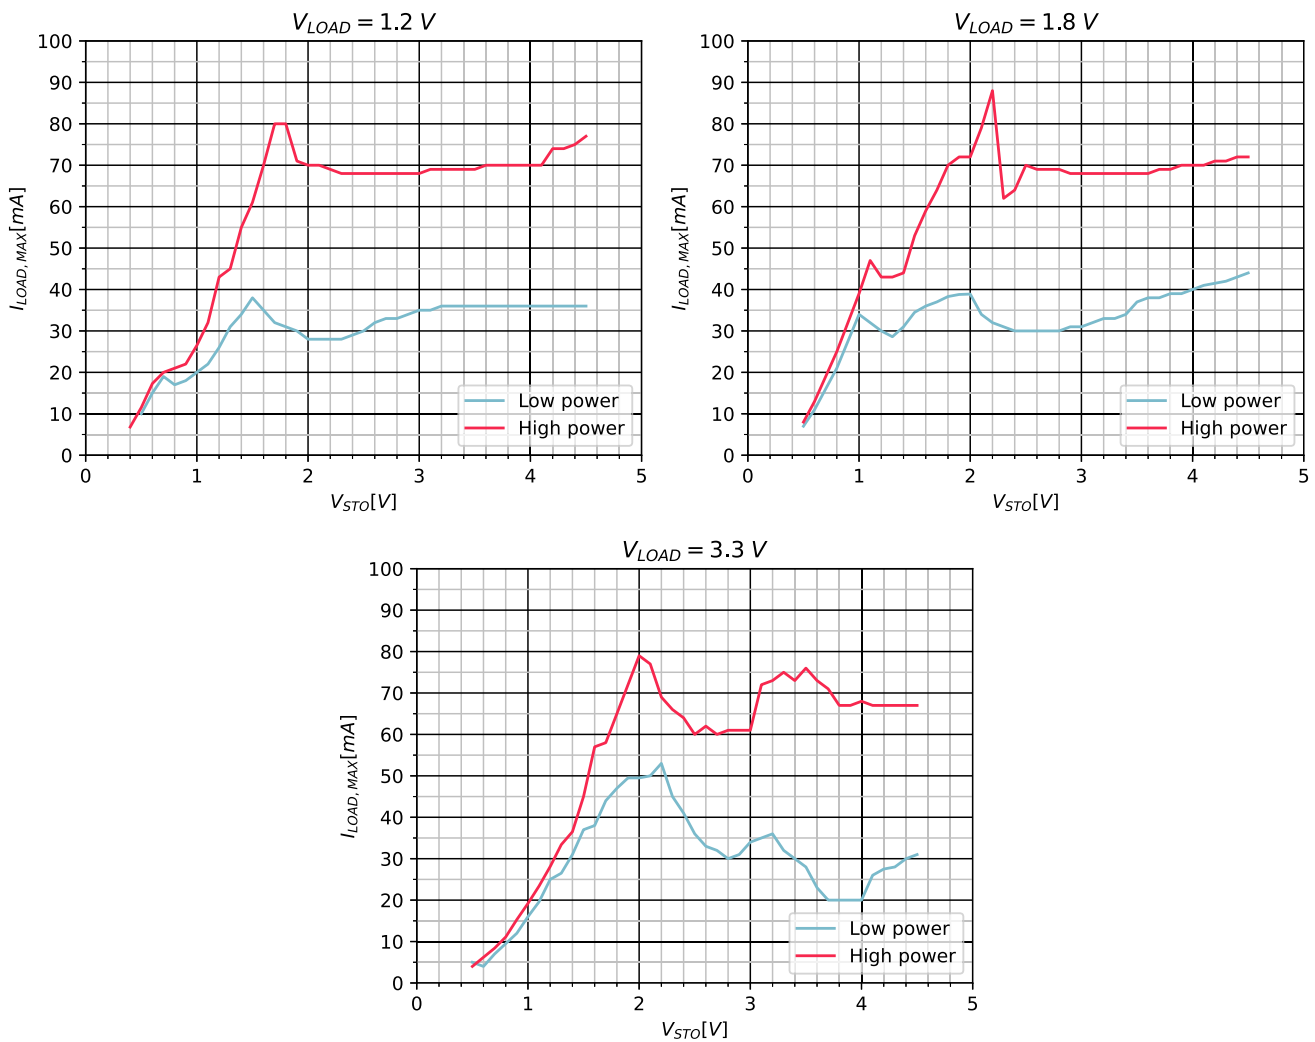 V_LOAD = 1.2 V
100
90
80
70
60
50
40
30
20
10
0
I_LOAD,MAX[mA]
Low power
High power
0 1 2 3 4 5
V_STO[V]
V_LOAD = 1.8 V
100
90
80
70
60
50
40
30
20
10
0
I_LOAD,MAX[mA]
Low power
High power
0 1 2 3 4 5
V_STO[V]
V_LOAD = 3.3 V
100
90
80
70
60
50
40
30
20
10
0
I_LOAD,MAX[mA]
Low power
High power
0 1 2 3 4 5
V_STO[V]